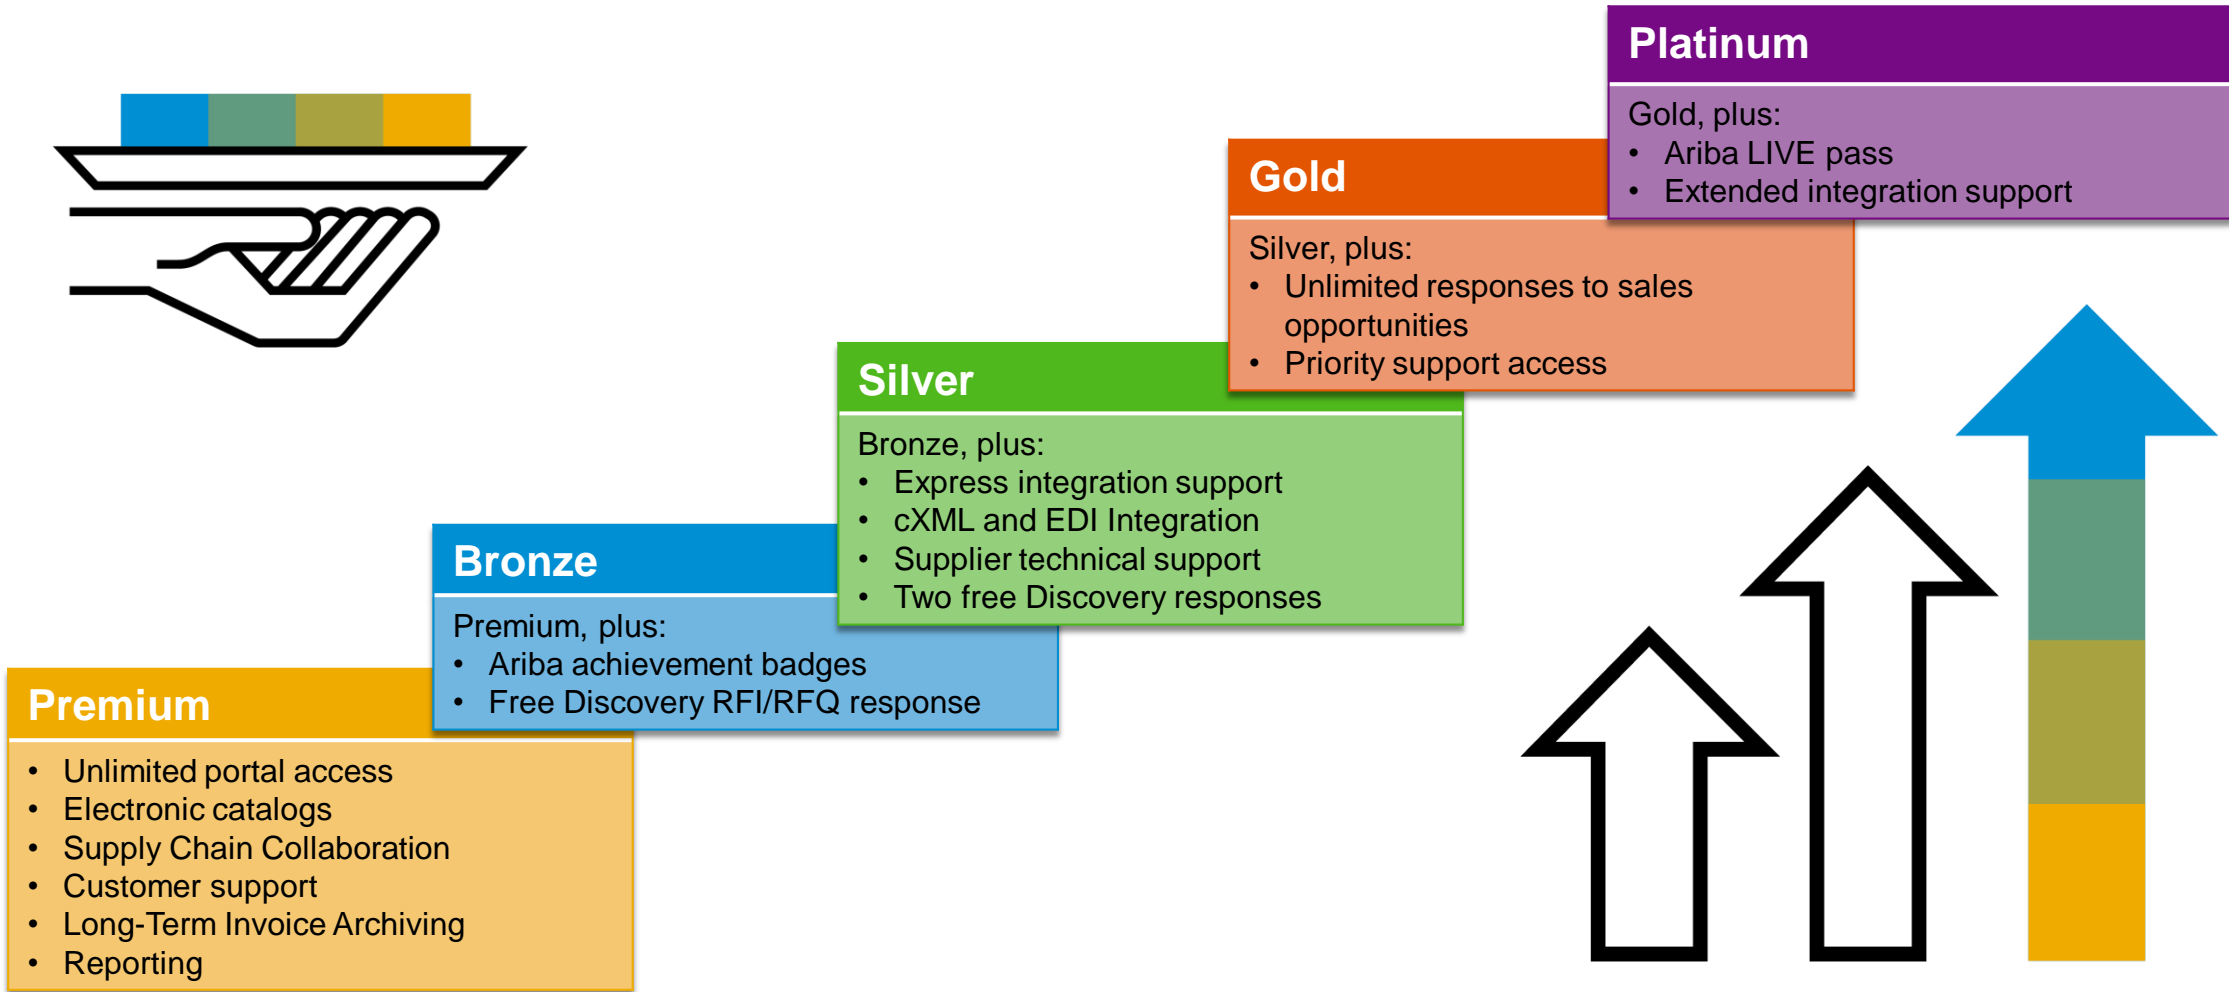 Platinum
Gold, plus:
• Ariba LIVE pass
• Extended integration support
Gold
Silver, plus:
• Unlimited responses to sales
opportunities
• Priority support access
Silver
Bronze, plus:
• Express integration support
• cXML and EDI Integration
• Supplier technical support
• Two free Discovery responses
Bronze
Premium, plus:
• Ariba achievement badges
• Free Discovery RFI/RFQ response
Premium
• Unlimited portal access
• Electronic catalogs
• Supply Chain Collaboration
• Customer support
• Long-Term Invoice Archiving
• Reporting